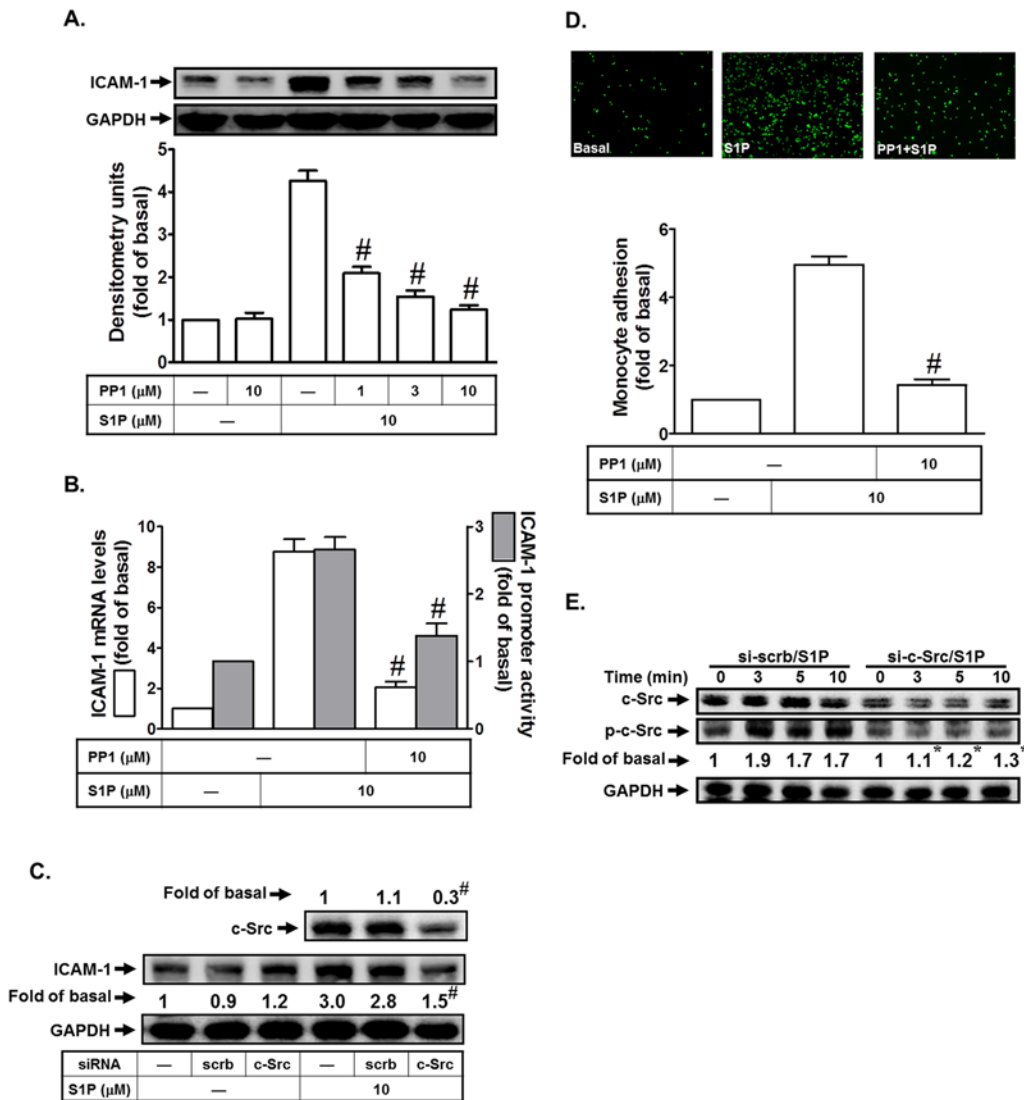 A.
ICAM-1
GAPDH
Densitometry units
(fold of basal)
5
4
3
2
1
0
# # #
PP1 (μM) — 10 — 1 3 10
S1P (μM) — 10
B.
ICAM-1 mRNA levels
(fold of basal)
10
8
6
4
2
0
# #
3
2
1
0
ICAM-1 promoter activity
(fold of basal)
PP1 (μM) — 10
S1P (μM) — 10
C.
Fold of basal 1 1.1 0.3#
c-Src
ICAM-1
Fold of basal 1 0.9 1.2 3.0 2.8 1.5#
GAPDH
siRNA — scrb c-Src — scrb c-Src
S1P (μM) — 10
D.
Basal S1P PP1+S1P
Monocyte adhesion
(fold of basal)
6
4
2
0
#
PP1 (μM) — 10
S1P (μM) — 10
E.
si-scrb/S1P si-c-Src/S1P
Time (min) 0 3 5 10 0 3 5 10
c-Src
p-c-Src
Fold of basal 1 1.9 1.7 1.7 1 1.1* 1.2* 1.3*
GAPDH